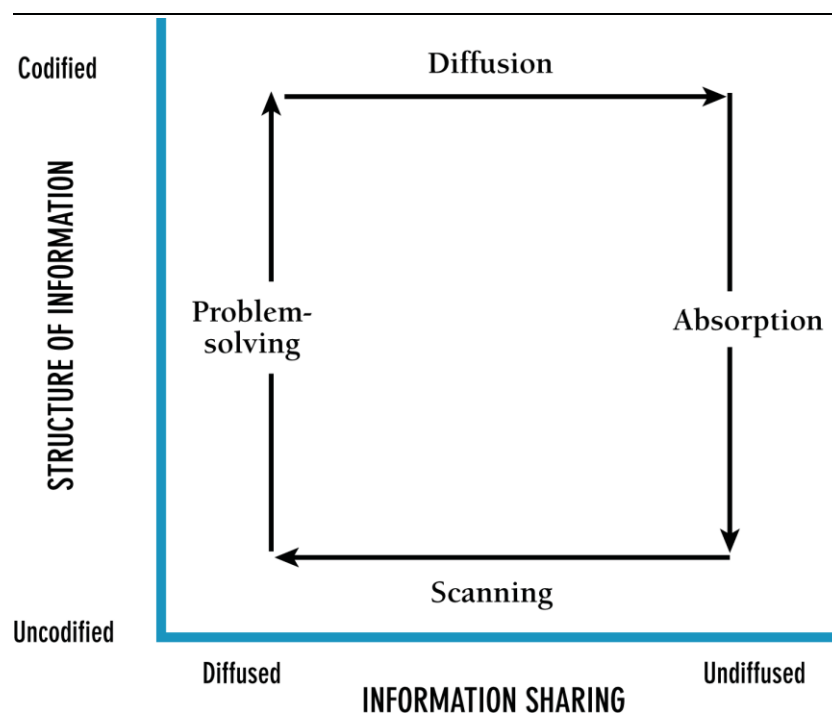 Codified
Diffusion
STRUCTURE OF INFORMATION
Problem-
solving
Absorption
Scanning
Uncodified
Diffused
Undiffused
INFORMATION SHARING